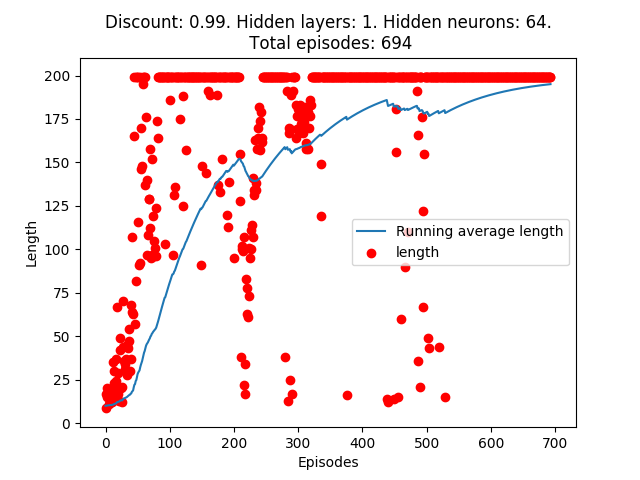 Discount: 0.99. Hidden layers: 1. Hidden neurons: 64.
Total episodes: 694
200
175
150
125
100
75
50
25
0
Length
Running average length
length
0 100 200 300 400 500 600 700
Episodes